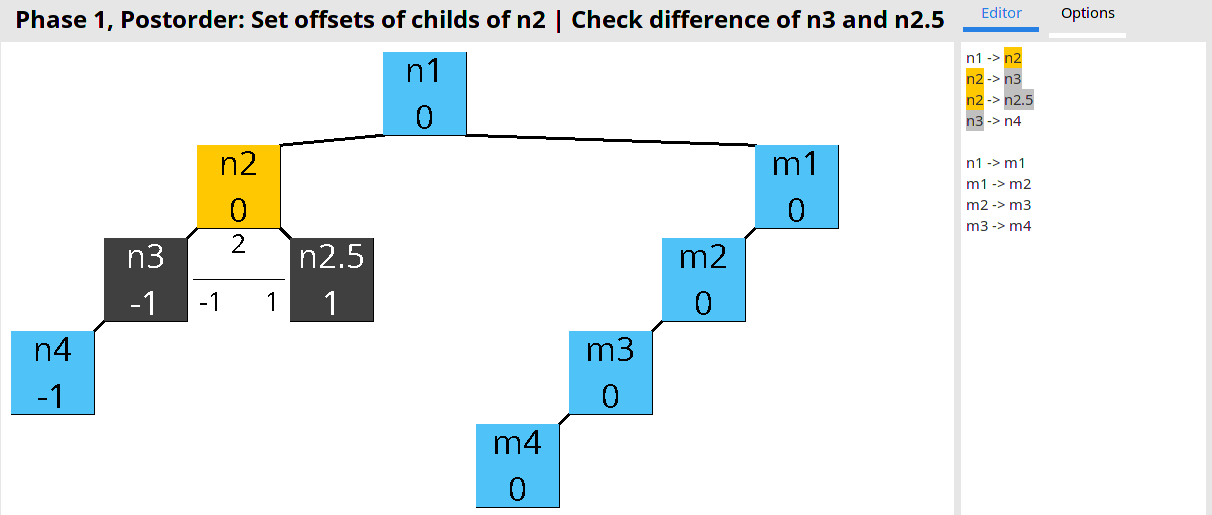 Phase 1, Postorder: Set offsets of childs of n2 | Check difference of n3 and n2.5
Editor
Options
n1
0
n2
0
m1
0
2
-1 1
n3
-1
n2.5
1
m2
0
n4
-1
m3
0
m4
0
n1 -> n2
n2 -> n3
n2 -> n2.5
n3 -> n4
n1 -> m1
m1 -> m2
m2 -> m3
m3 -> m4